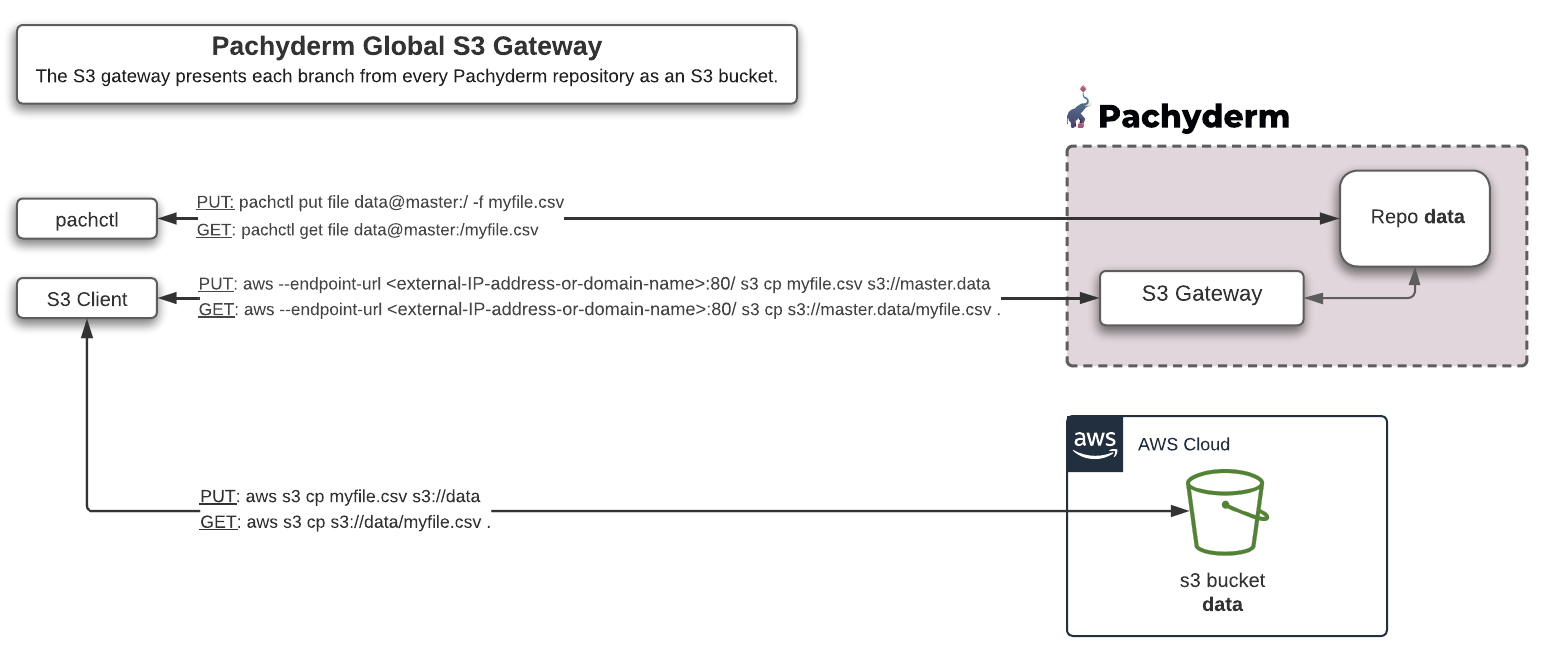 Pachyderm Global S3 Gateway
The S3 gateway presents each branch from every Pachyderm repository as an S3 bucket.
Pachyderm
pachctl
PUT: pachctl put file data@master:/ -f myfile.csv
GET: pachctl get file data@master:/myfile.csv
Repo data
S3 Client
PUT: aws --endpoint-url <external-IP-address-or-domain-name>:80/ s3 cp myfile.csv s3://master.data
GET: aws --endpoint-url <external-IP-address-or-domain-name>:80/ s3 cp s3://master.data/myfile.csv .
S3 Gateway
aws
AWS Cloud
PUT: aws s3 cp myfile.csv s3://data
GET: aws s3 cp s3://data/myfile.csv .
s3 bucket
data